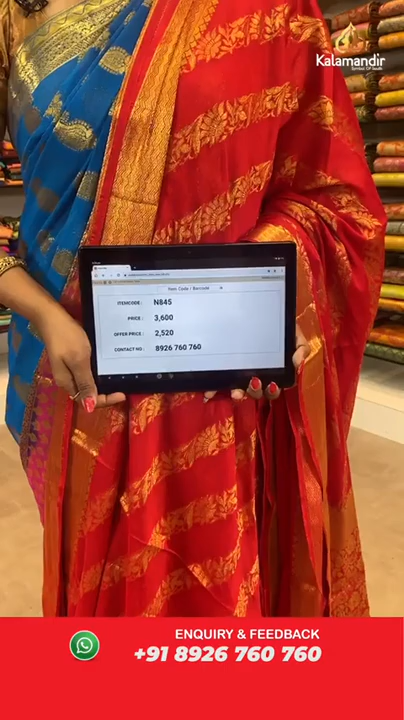 Kalamandir
Item Code / Barcode
ITEMCODE : N845
PRICE : 3,600
OFFER PRICE : 2,520
CONTACT NO : 8926 760 760
ENQUIRY & FEEDBACK
+91 8926 760 760